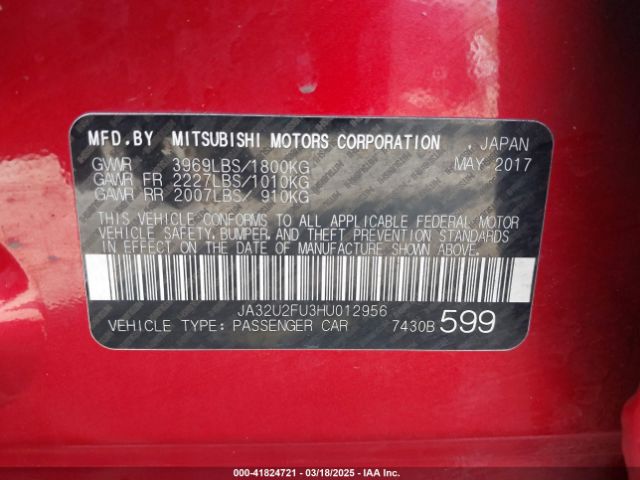 MFD.BY MITSUBISHI MOTORS CORPORATION , JAPAN
GVWR 3969LBS/1800KG MAY 2017
GAWR FR 2227LBS/1010KG
GAWR RR 2007LBS/ 910KG
THIS VEHICLE CONFORMS TO ALL APPLICABLE FEDERAL MOTOR
VEHICLE SAFETY, BUMPER, AND THEFT PREVENTION STANDARDS
IN EFFECT ON THE DATE OF MANUFACTURE SHOWN ABOVE.
JA32U2FU3HU012956
VEHICLE TYPE: PASSENGER CAR 7430B 599
000-41824721 - 03/18/2025 - IAA, Inc.